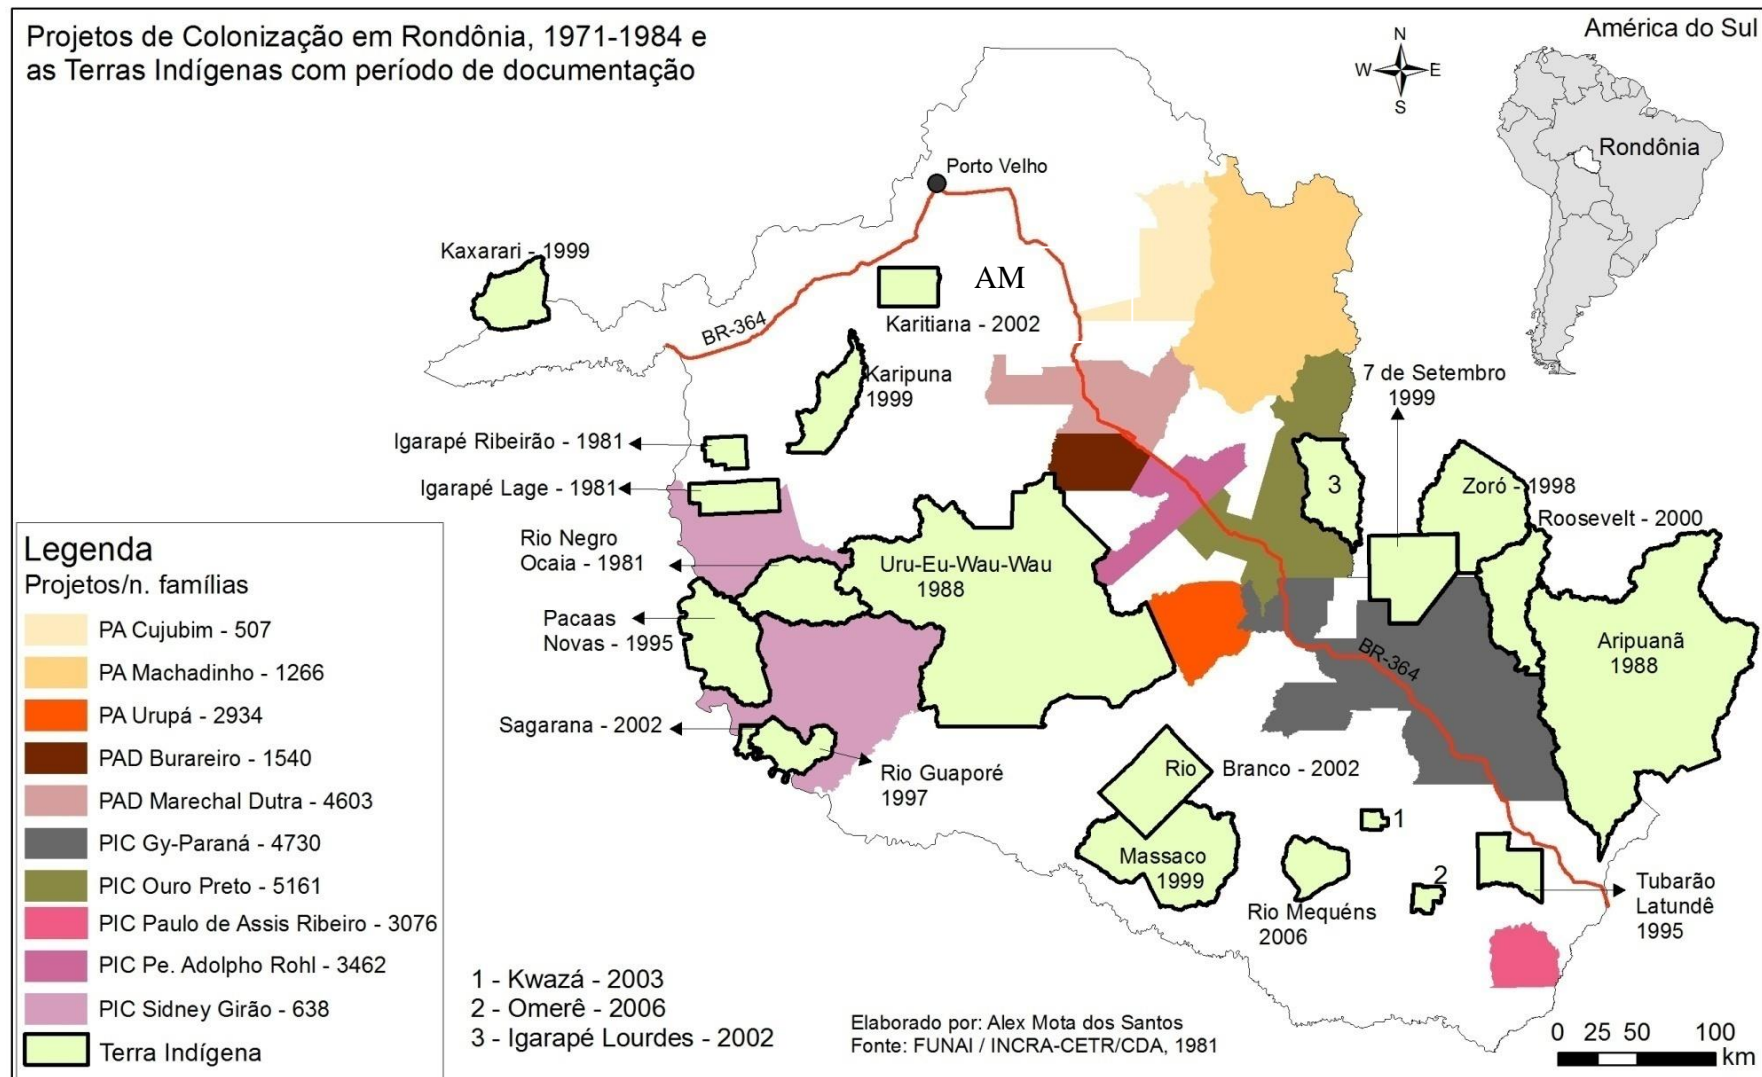 Projetos de Colonização em Rondônia, 1971-1984 e
as Terras Indígenas com período de documentação
América do Sul
N
W
E
S
Rondônia
Porto Velho
Kaxarari - 1999
AM
BR-364
Karitiana - 2002
Karipuna
1999
7 de Setembro
1999
Igarapé Ribeirão - 1981
Igarapé Lage - 1981
3
Zoró - 1998
Roosevelt - 2000
Rio Negro
Ocaia - 1981
Uru-Eu-Wau-Wau
1988
Pacaas
Novas - 1995
Aripuanã
1988
BR-364
Sagarana - 2002
Rio Guaporé
1997
Rio Branco - 2002
1
Massaco
1999
2
Rio Mequéns
2006
Tubarão
Latundê
1995
Legenda
Projetos/n. famílias
PA Cujubim - 507
PA Machadinho - 1266
PA Urupá - 2934
PAD Burareiro - 1540
PAD Marechal Dutra - 4603
PIC Gy-Paraná - 4730
PIC Ouro Preto - 5161
PIC Paulo de Assis Ribeiro - 3076
PIC Pe. Adolpho Rohl - 3462
PIC Sidney Girão - 638
Terra Indígena
1 - Kwazá - 2003
2 - Omerê - 2006
3 - Igarapé Lourdes - 2002
Elaborado por: Alex Mota dos Santos
Fonte: FUNAI / INCRA-CETR/CDA, 1981
0 25 50 100
km